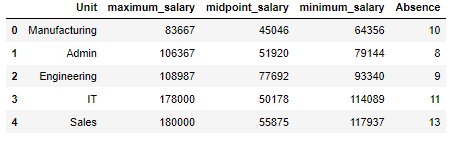 Unit maximum_salary midpoint_salary minimum_salary Absence
0 Manufacturing 83667 45046 64356 10
1 Admin 106367 51920 79144 8
2 Engineering 108987 77692 93340 9
3 IT 178000 50178 114089 11
4 Sales 180000 55875 117937 13